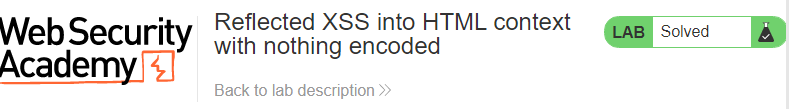 Web Security
Academy
Reflected XSS into HTML context
with nothing encoded
Back to lab description >>
LAB Solved